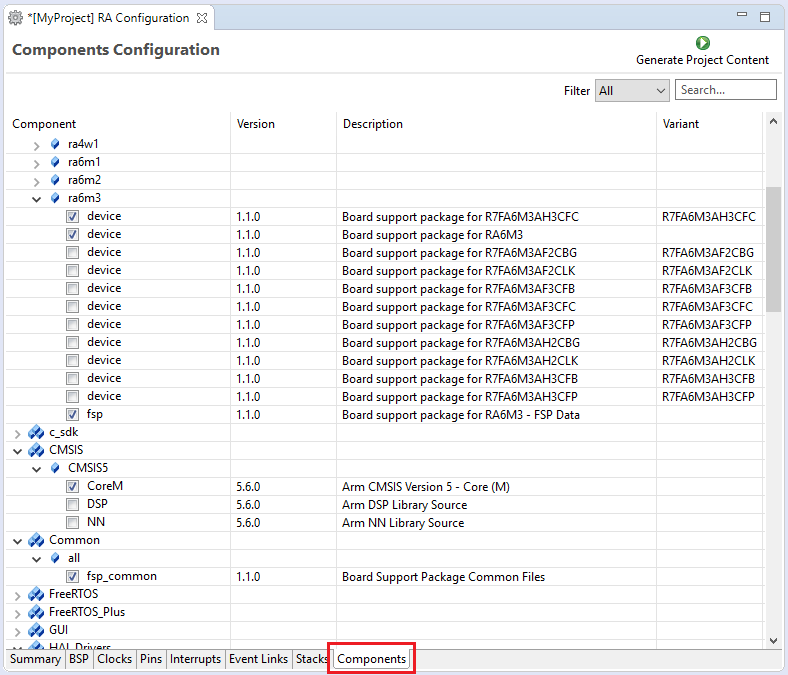 *[MyProject] RA Configuration
Components Configuration
Generate Project Content
Filter All Search...
Component Version Description Variant
ra4w1
ra6m1
ra6m2
ra6m3
device 1.1.0 Board support package for R7FA6M3AH3CFC R7FA6M3AH3CFC
device 1.1.0 Board support package for RA6M3
device 1.1.0 Board support package for R7FA6M3AF2CBG R7FA6M3AF2CBG
device 1.1.0 Board support package for R7FA6M3AF2CLK R7FA6M3AF2CLK
device 1.1.0 Board support package for R7FA6M3AF3CFB R7FA6M3AF3CFB
device 1.1.0 Board support package for R7FA6M3AF3CFC R7FA6M3AF3CFC
device 1.1.0 Board support package for R7FA6M3AF3CFP R7FA6M3AF3CFP
device 1.1.0 Board support package for R7FA6M3AH2CBG R7FA6M3AH2CBG
device 1.1.0 Board support package for R7FA6M3AH2CLK R7FA6M3AH2CLK
device 1.1.0 Board support package for R7FA6M3AH3CFB R7FA6M3AH3CFB
device 1.1.0 Board support package for R7FA6M3AH3CFP R7FA6M3AH3CFP
fsp 1.1.0 Board support package for RA6M3 - FSP Data
c_sdk
CMSIS
CMSIS5
CoreM 5.6.0 Arm CMSIS Version 5 - Core (M)
DSP 5.6.0 Arm DSP Library Source
NN 5.6.0 Arm NN Library Source
Common
all
fsp_common 1.1.0 Board Support Package Common Files
FreeRTOS
FreeRTOS_Plus
GUI
HAL Drivers
Summary BSP Clocks Pins Interrupts Event Links Stacks Components